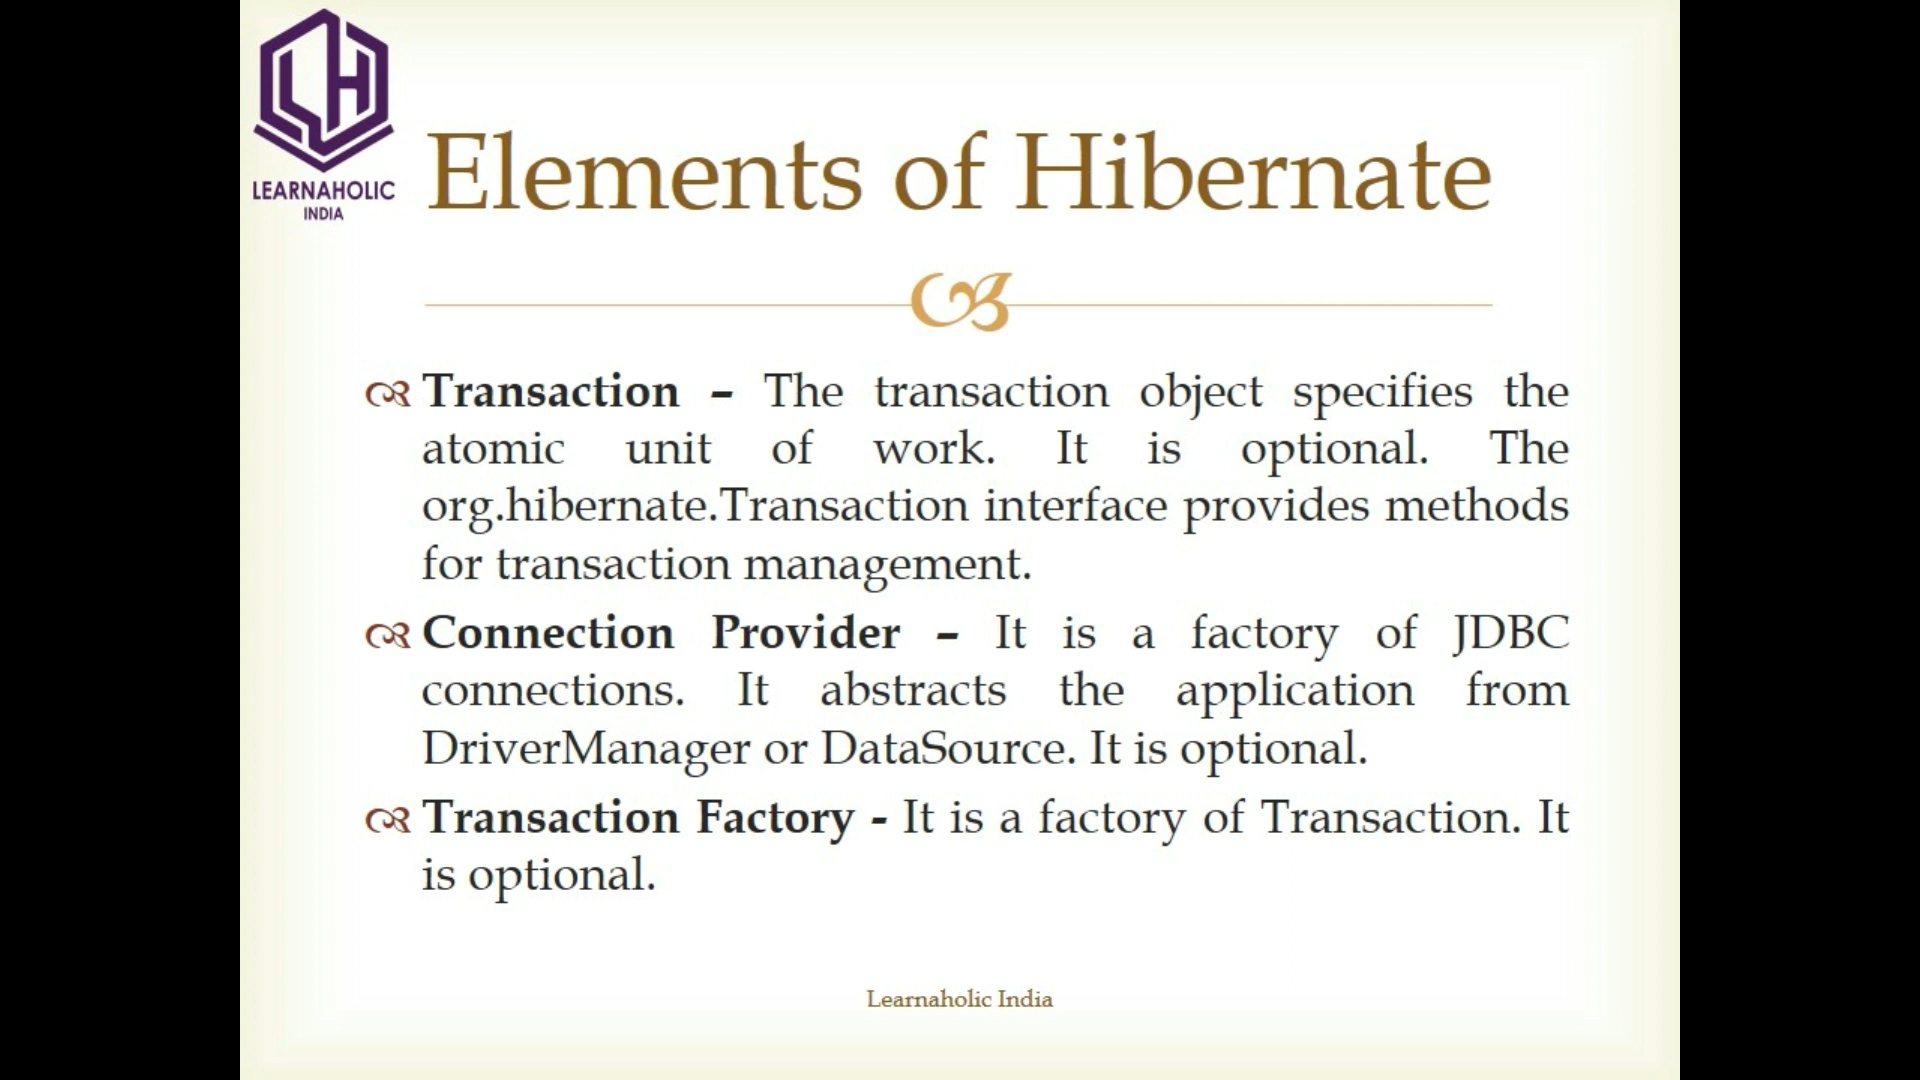 LEARNAHOLIC
INDIA
Elements of Hibernate
Transaction – The transaction object specifies the
atomic unit of work. It is optional. The
org.hibernate.Transaction interface provides methods
for transaction management.
Connection Provider – It is a factory of JDBC
connections. It abstracts the application from
DriverManager or DataSource. It is optional.
Transaction Factory - It is a factory of Transaction. It
is optional.
Learnaholic India